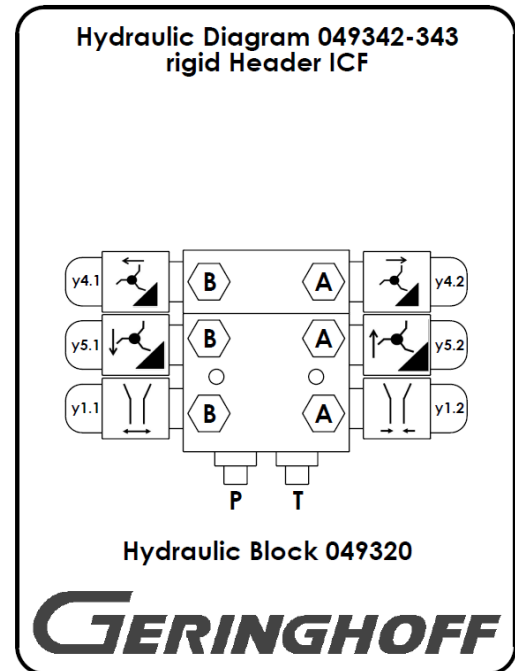 Hydraulic Diagram 049342-343
rigid Header ICF
y4.1 B A y4.2
y5.1 B A y5.2
y1.1 B A y1.2
P T
Hydraulic Block 049320
GERINGHOFF